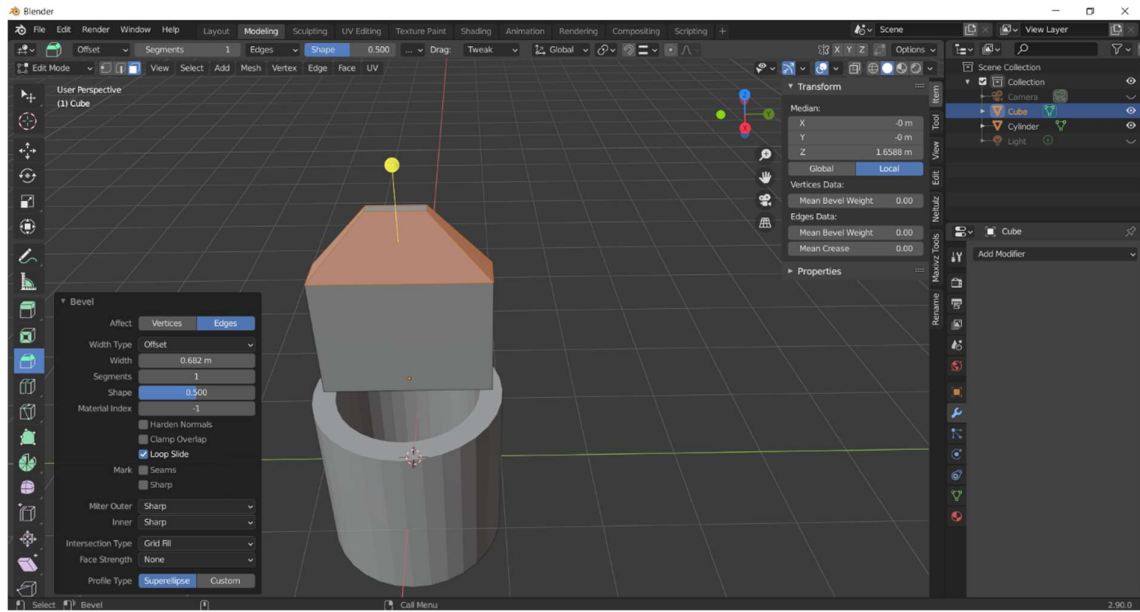 Blender
File Edit Render Window Help Layout Modeling Sculpting UV Editing Texture Paint Shading Animation Rendering Compositing Scripting + Scene View Layer
Offset Segments 1 Edges Shape 0.500 ... Drag: Tweak Global X Y Z Options
Edit Mode View Select Add Mesh Vertex Edge Face UV
User Perspective
(1) Cube
Z
Y
X
Transform
Median:
X -0 m
Y -0 m
Z 1.6588 m
Global Local
Vertices Data:
Mean Bevel Weight 0.00
Edges Data:
Mean Bevel Weight 0.00
Mean Crease 0.00
Properties
Item
Tool
View
Edit
Neltulz
Maxivz Tools
Rename
Scene Collection
Collection
Camera
Cube
Cylinder
Light
Cube
Add Modifier
Bevel
Affect Vertices Edges
Width Type Offset
Width 0.682 m
Segments 1
Shape 0.500
Material Index -1
Harden Normals
Clamp Overlap
Loop Slide
Mark Seams
Sharp
Miter Outer Sharp
Inner Sharp
Intersection Type Grid Fill
Face Strength None
Profile Type Superellipse Custom
Select Bevel Call Menu 2.90.0